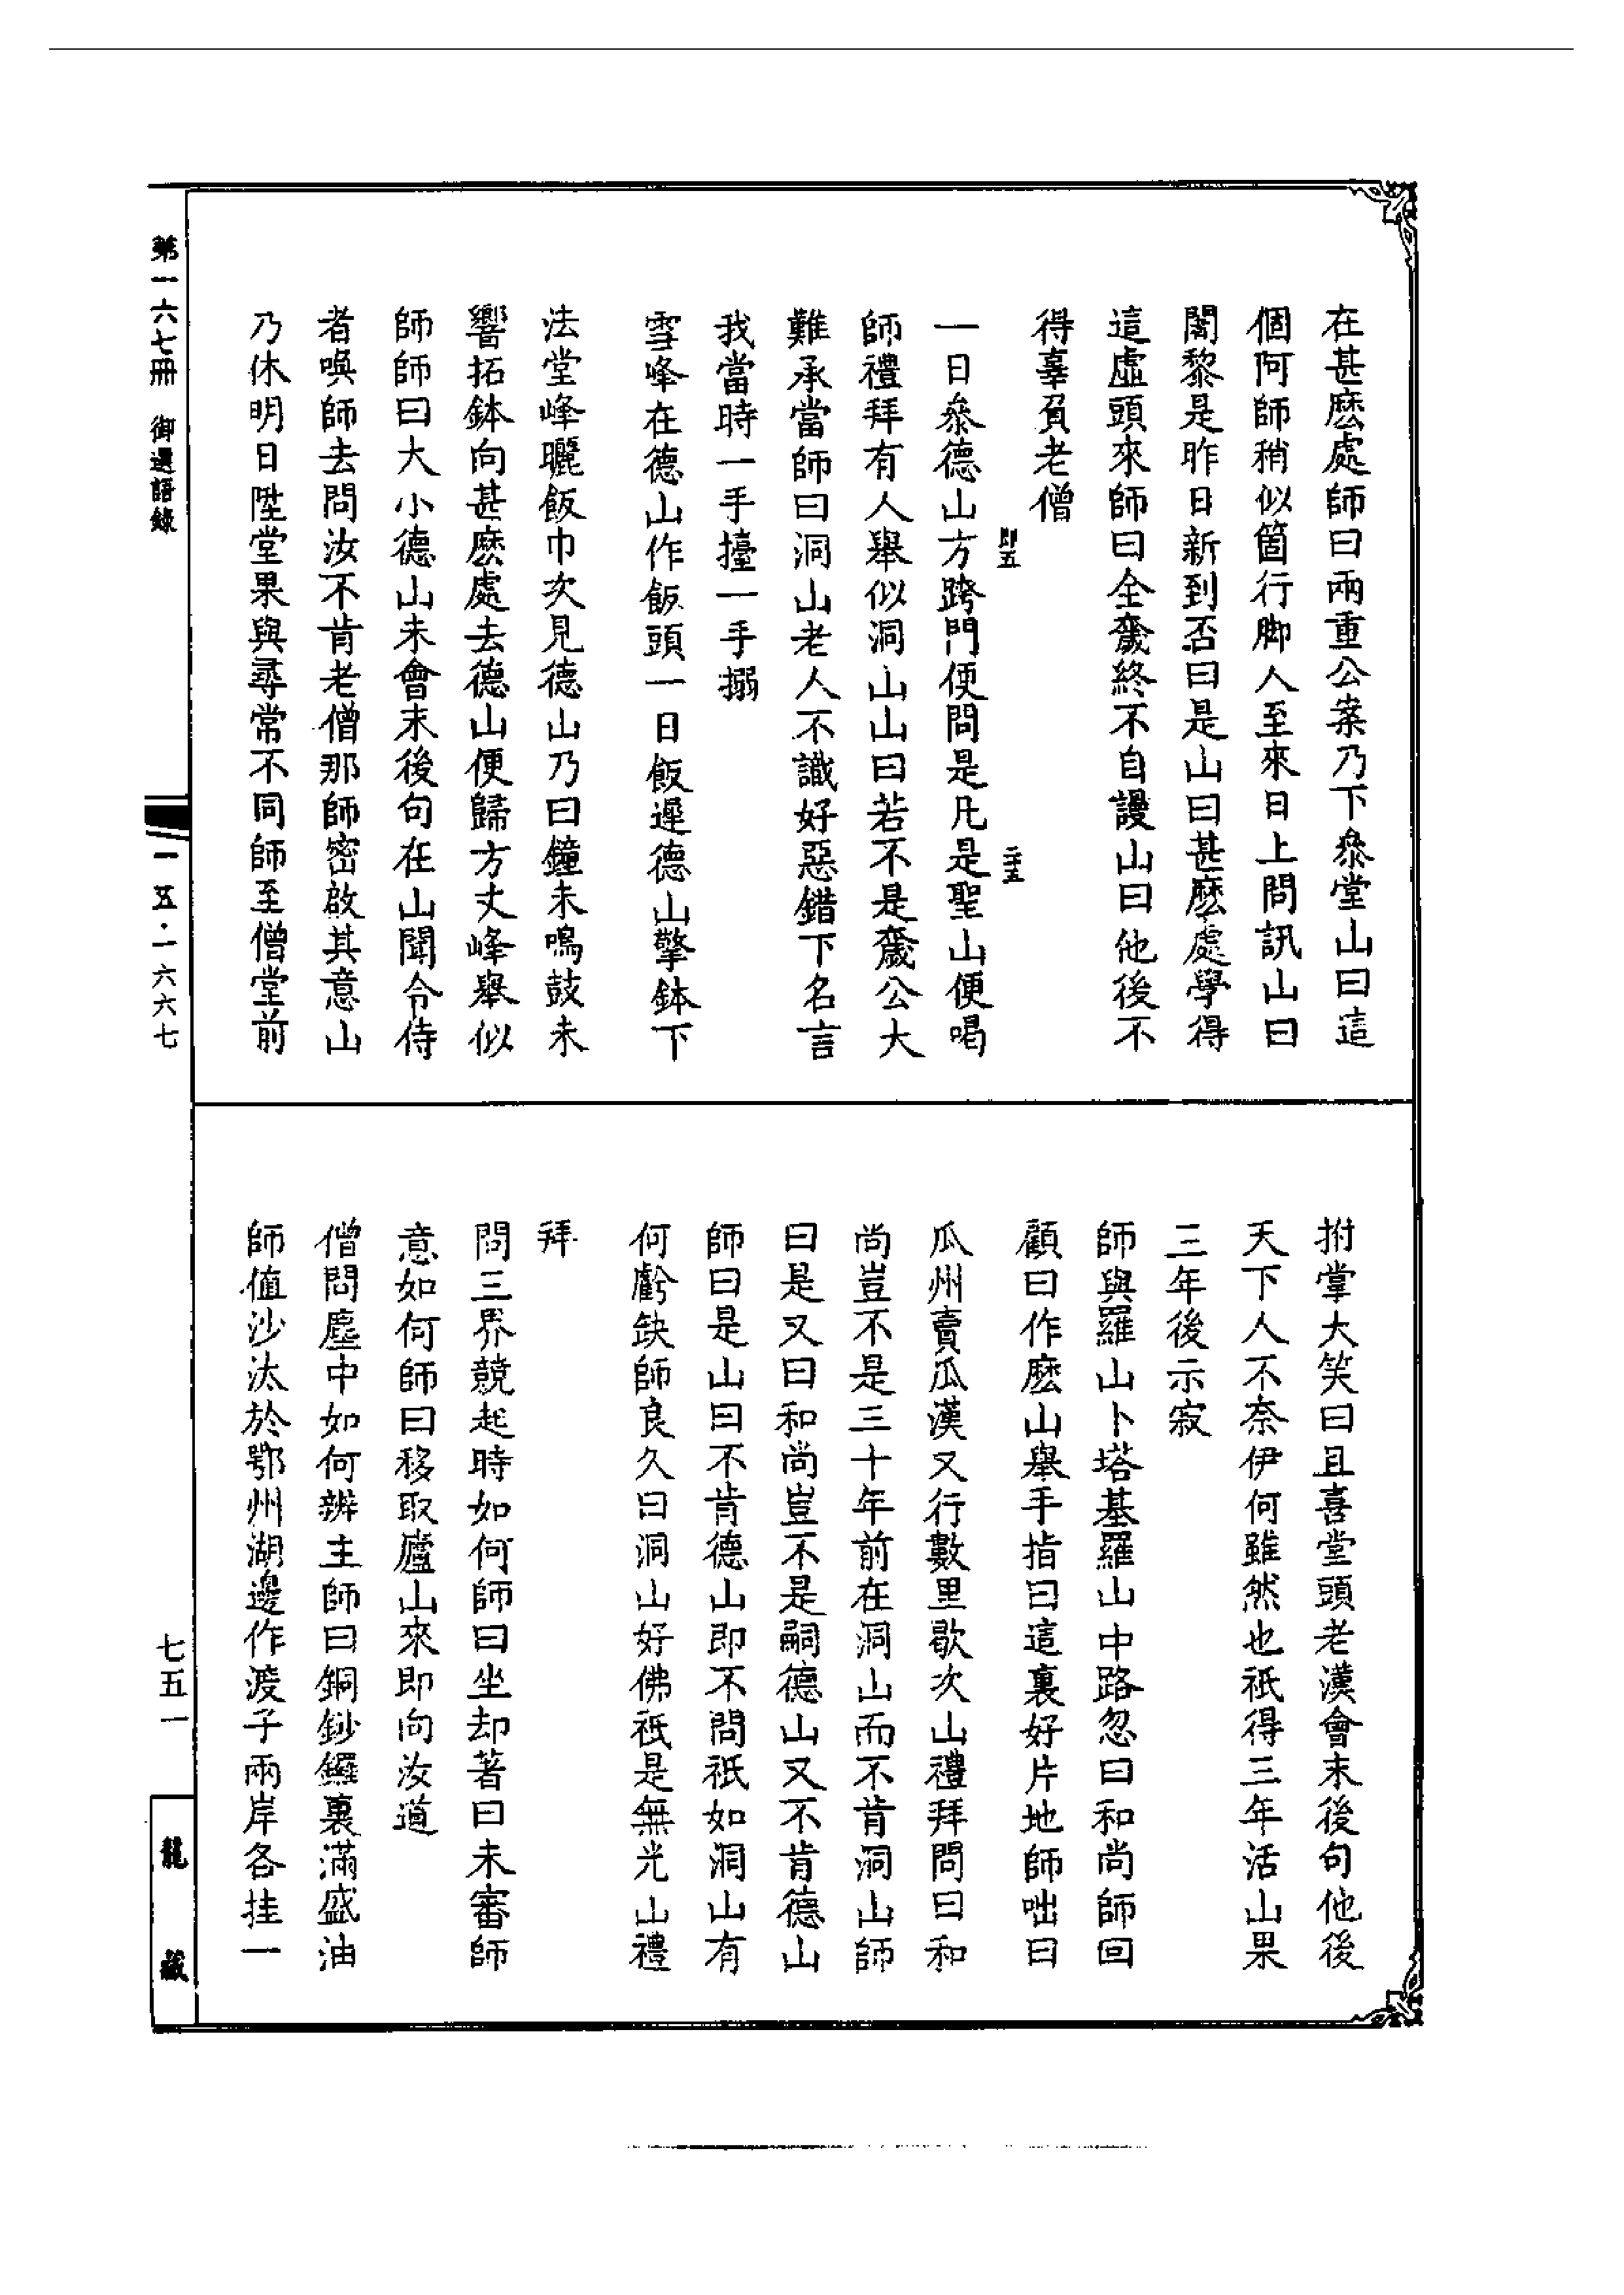 在甚麽處師曰兩重公案乃下叅堂山曰這
個阿師稍似箇行脚人至來日上問訊山曰
闍黎是昨日新到否曰是山曰甚麽處學得
這虛頭來師曰全奯終不自謾山曰他後不
得辜負老僧
即五
二十五
一日叅德山方跨門便問是凡是聖山便喝
師禮拜有人舉似洞山山曰若不是奯公大
難承當師曰洞山老人不識好惡錯下名言
我當時一手擡一手搦
雪峰在德山作飯頭一日飯遲德山擎鉢下
法堂峰曬飯巾次見德山乃曰鐘未鳴鼓未
響拓鉢向甚麽處去德山便歸方丈峰舉似
師師曰大小德山未會末後句在山聞令侍
者喚師去問汝不肯老僧那師密啟其意山
乃休明日陞堂果與尋常不同師至僧堂前
拊掌大笑曰且喜堂頭老漢會末後句他後
天下人不奈伊何雖然也祇得三年活山果
三年後示寂
師與羅山卜塔基羅山中路忽曰和尚師回
顧曰作麽山舉手指曰這裏好片地師咄曰
瓜州賣瓜漢又行數里歇次山禮拜問曰和
尚豈不是三十年前在洞山而不肯洞山師
曰是又曰和尚豈不是嗣德山又不肯德山
師曰是山曰不肯德山即不問祇如洞山有
何虧缺師良久曰洞山好佛祇是無光山禮
拜
問三界競起時如何師曰坐却著曰未審師
意如何師曰移取廬山來即向汝道
僧問塵中如何辨主師曰銅鈔鑼裏滿盛油
師值沙汰於鄂州湖邊作渡子兩岸各挂一
第一六七冊 御選語錄
一五·一六六七
七五一
龍藏